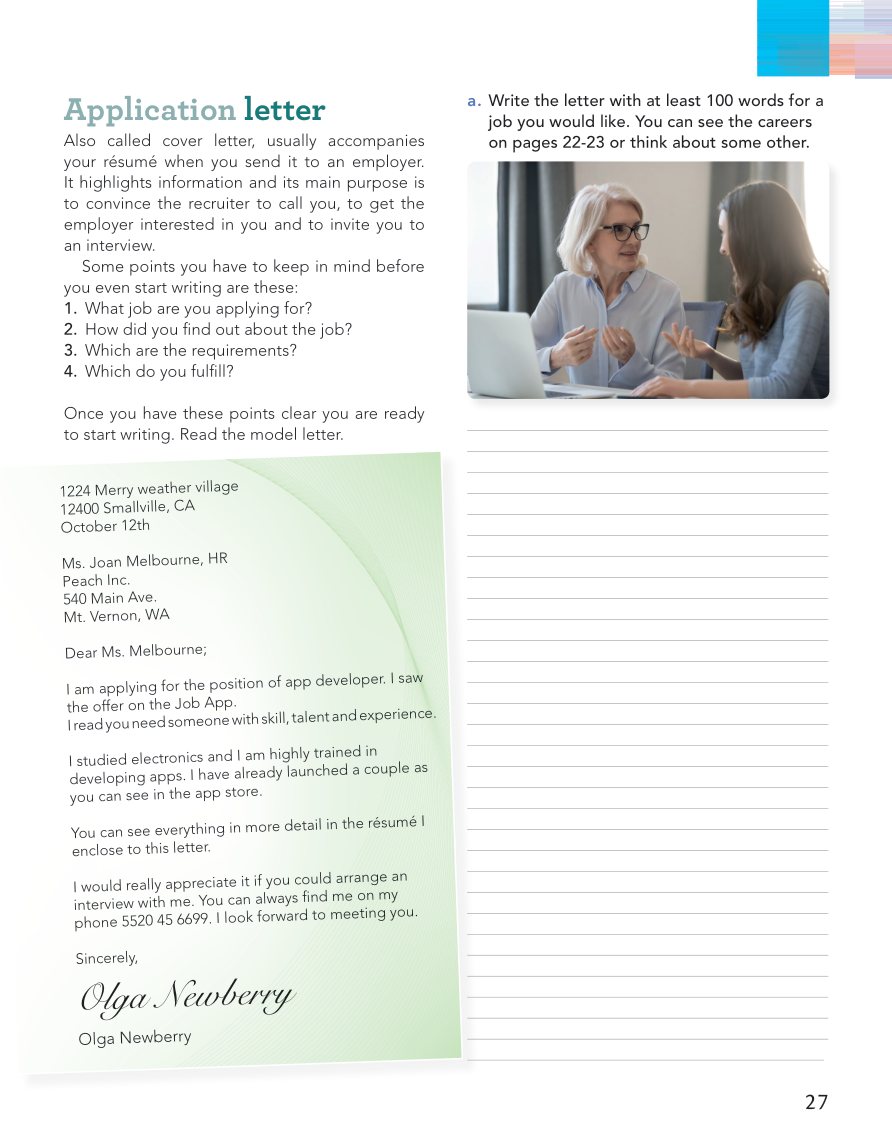 Application letter
Also called cover letter, usually accompanies
your résumé when you send it to an employer.
It highlights information and its main purpose is
to convince the recruiter to call you, to get the
employer interested in you and to invite you to
an interview.
Some points you have to keep in mind before
you even start writing are these:
1. What job are you applying for?
2. How did you find out about the job?
3. Which are the requirements?
4. Which do you fulfill?
Once you have these points clear you are ready
to start writing. Read the model letter.
1224 Merry weather village
12400 Smallville, CA
October 12th
Ms. Joan Melbourne, HR
Peach Inc.
540 Main Ave.
Mt. Vernon, WA
Dear Ms. Melbourne;
I am applying for the position of app developer. I saw
the offer on the Job App.
I read you need someone with skill, talent and experience.
I studied electronics and I am highly trained in
developing apps. I have already launched a couple as
you can see in the app store.
You can see everything in more detail in the résumé I
enclose to this letter.
I would really appreciate it if you could arrange an
interview with me. You can always find me on my
phone 5520 45 6699. I look forward to meeting you.
Sincerely,
Olga Newberry
Olga Newberry
a. Write the letter with at least 100 words for a
job you would like. You can see the careers
on pages 22-23 or think about some other.
27